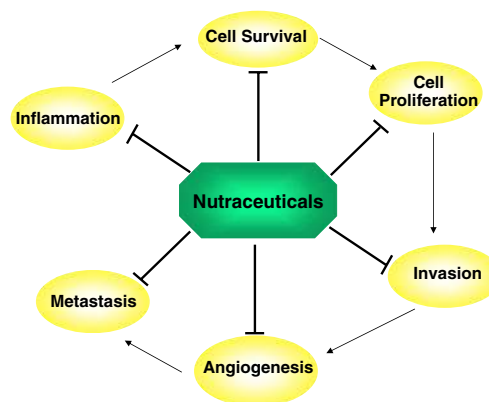 Cell Survival
Cell
Proliferation
Inflammation
Nutraceuticals
Invasion
Metastasis
Angiogenesis